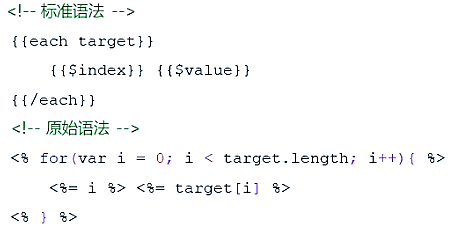 <!-- 标准语法 -->
{{each target}}
    {{$index}} {{$value}}
{{/each}}
<!-- 原始语法 -->
<% for(var i = 0; i < target.length; i++){ %>
    <%= i %> <%= target[i] %>
<% } %>